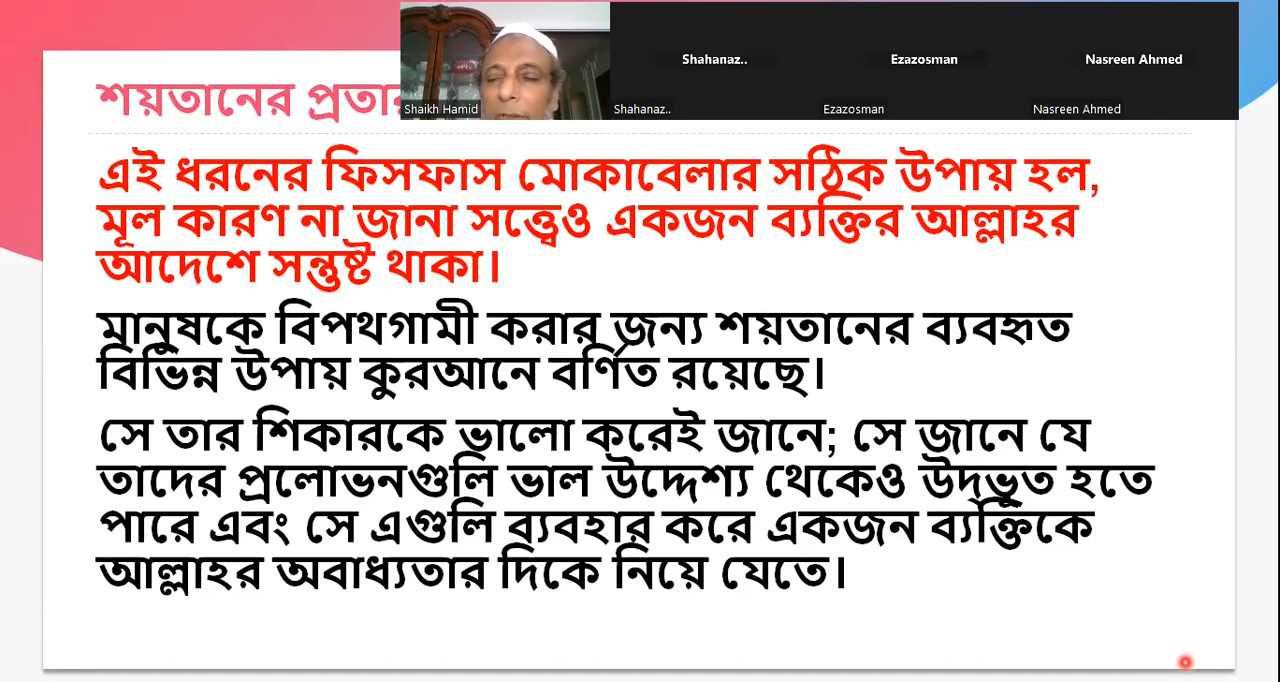 শয়তানের
Shaikh Hamid
Shahanaz..
Shahanaz..
Ezazosman
Ezazosman
Nasreen Ahmed
Nasreen Ahmed
এই ধরনের ফিসফাস মোকাবেলার সঠিক উপায় হল,
মূল কারণ না জানা সত্ত্বেও একজন ব্যক্তির আল্লাহর
আদেশে সন্তুষ্ট থাকা।
মানুষকে বিপথগামী করার জন্য শয়তানের ব্যবহৃত
বিভিন্ন উপায় কুরআনে বর্ণিত রয়েছে।
সে তার শিকারকে ভালো করেই জানে; সে জানে যে
তাদের প্রলোভনগুলি ভাল উদ্দেশ্য থেকেও উদ্ভূত হতে
পারে এবং সে এগুলি ব্যবহার করে একজন ব্যক্তিকে
আল্লাহর অবাধ্যতার দিকে নিয়ে যেতে।